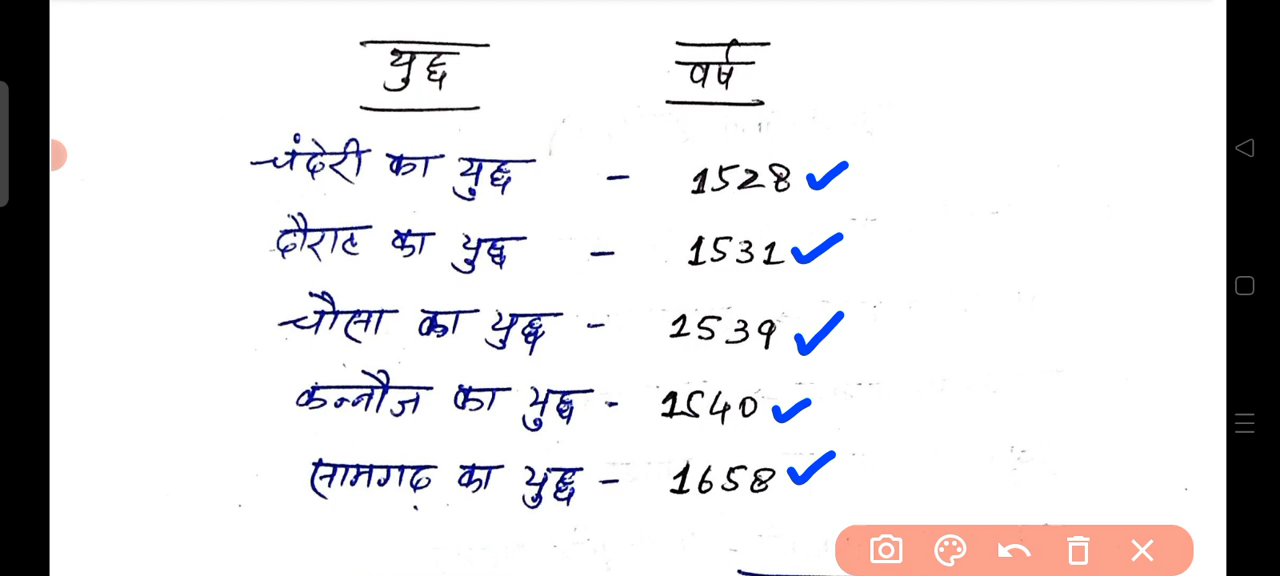 युद्ध वर्ष
चंदेरी का युद्ध - 1528
दौराह का युद्ध - 1531
चौसा का युद्ध - 1539
कन्नौज का युद्ध - 1540
सामगढ़ का युद्ध - 1658